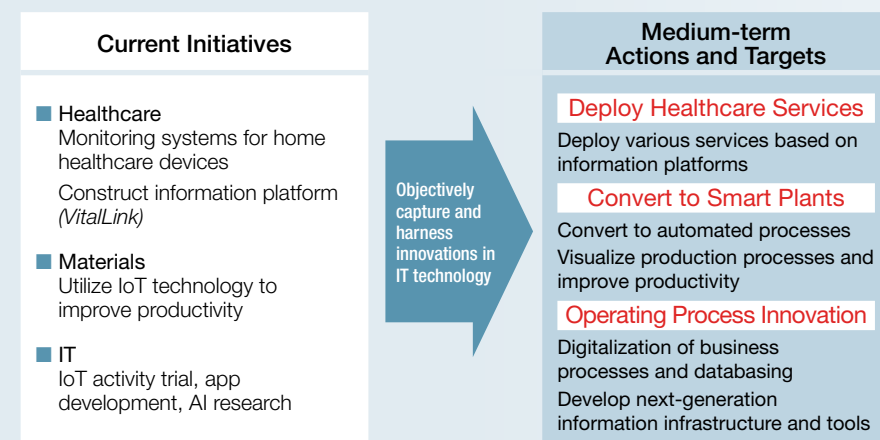 Current Initiatives
Healthcare
Monitoring systems for home
healthcare devices
Construct information platform
(VitalLink)
Materials
Utilize IoT technology to
improve productivity
IT
IoT activity trial, app
development, AI research
Objectively
capture and
harness
innovations in
IT technology
Medium-term
Actions and Targets
Deploy Healthcare Services
Deploy various services based on
information platforms
Convert to Smart Plants
Convert to automated processes
Visualize production processes and
improve productivity
Operating Process Innovation
Digitalization of business
processes and databasing
Develop next-generation
information infrastructure and tools